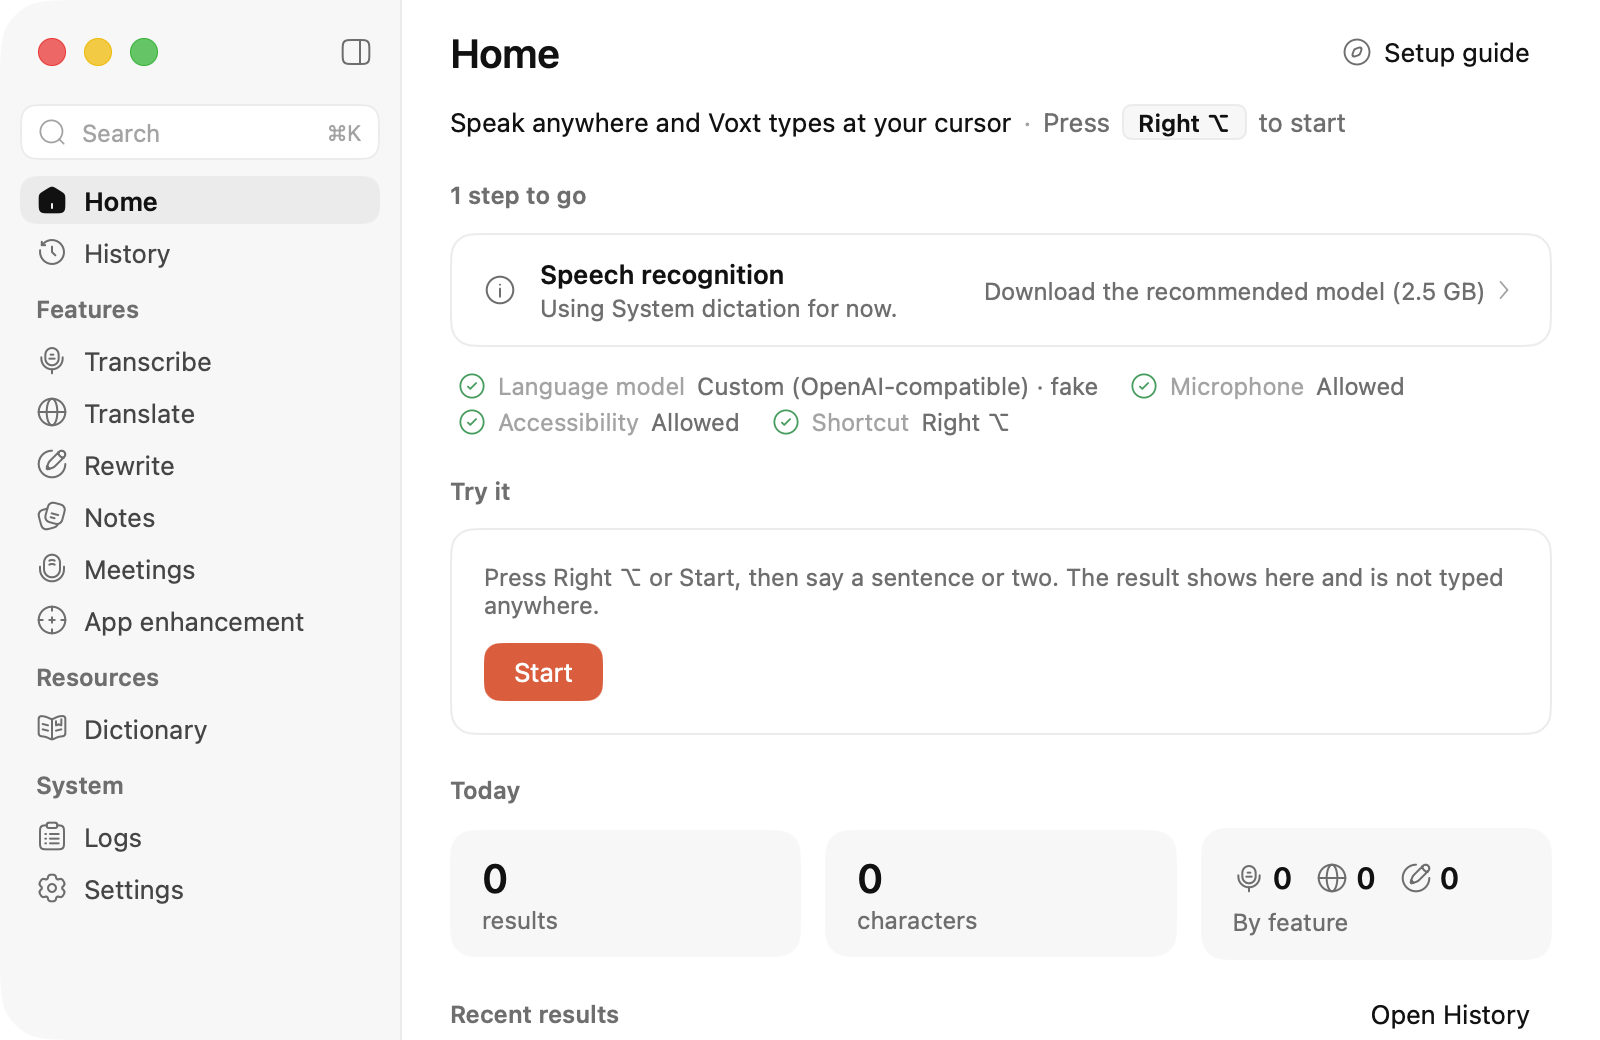 Search ⌘K
Home
History
Features
Transcribe
Translate
Rewrite
Notes
Meetings
App enhancement
Resources
Dictionary
System
Logs
Settings
Home
Setup guide
Speak anywhere and Voxt types at your cursor · Press Right ⌥ to start
1 step to go
Speech recognition
Using System dictation for now.
Download the recommended model (2.5 GB)
Language model Custom (OpenAI-compatible) · fake Microphone Allowed
Accessibility Allowed Shortcut Right ⌥
Try it
Press Right ⌥ or Start, then say a sentence or two. The result shows here and is not typed
anywhere.
Start
Today
0
results
0
characters
0 0 0
By feature
Recent results
Open History